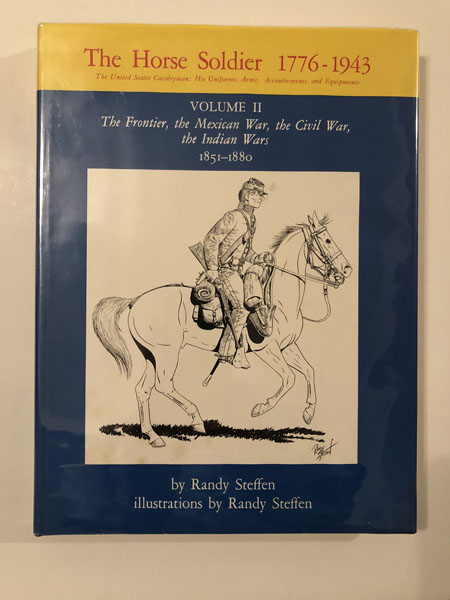 The Horse Soldier 1776-1943
The United States Cavalryman: His Uniforms, Arms, Accoutrements, and Equipments
VOLUME II
The Frontier, the Mexican War, the Civil War,
the Indian Wars
1851-1880
by Randy Steffen
illustrations by Randy Steffen